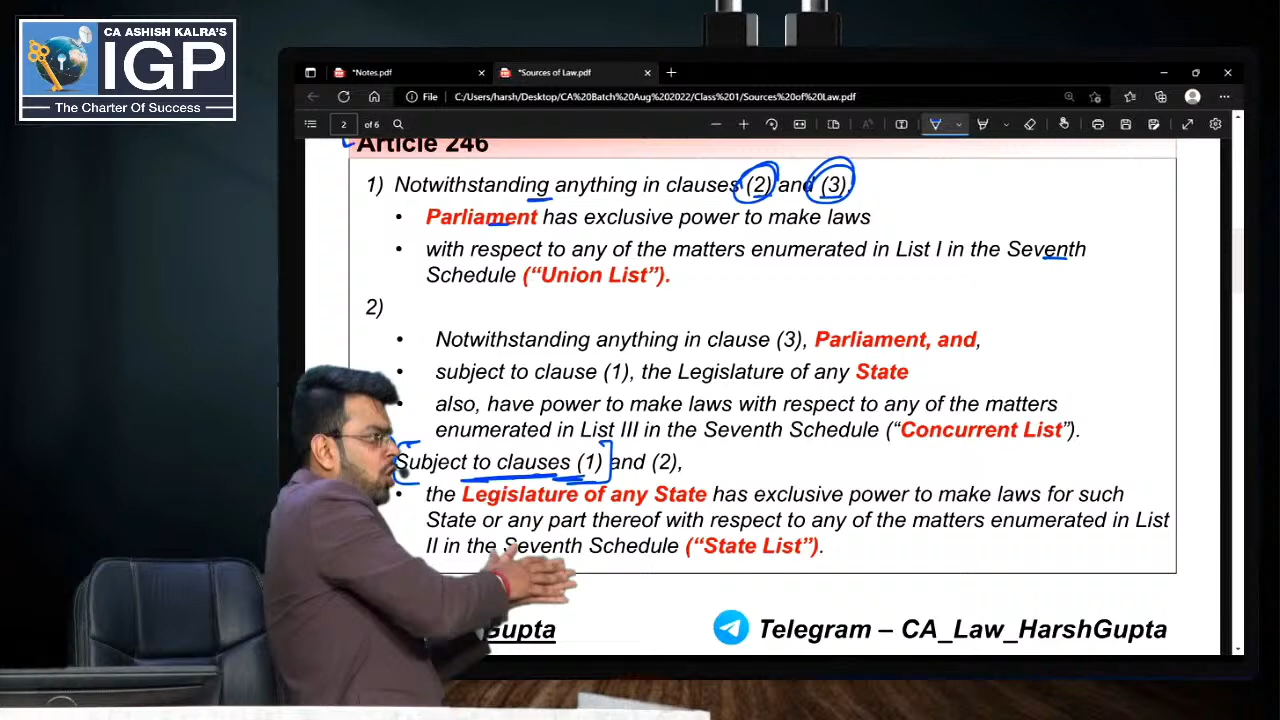 CA ASHISH KALRA'S
IGP
The Charter Of Success
*Notes.pdf
*Sources of Law.pdf
File C:/Users/harsh/Desktop/CA%20Batch%20Aug%202022/Class%201/Sources%20of%20Law.pdf
2 of 6
Article 246
1) Notwithstanding anything in clauses (2) and (3),
• Parliament has exclusive power to make laws
• with respect to any of the matters enumerated in List I in the Seventh
Schedule (“Union List”).
2)
• Notwithstanding anything in clause (3), Parliament, and,
• subject to clause (1), the Legislature of any State
• also, have power to make laws with respect to any of the matters
enumerated in List III in the Seventh Schedule (“Concurrent List”).
Subject to clauses (1) and (2),
• the Legislature of any State has exclusive power to make laws for such
State or any part thereof with respect to any of the matters enumerated in List
II in the Seventh Schedule (“State List”).
Gupta
Telegram – CA_Law_HarshGupta